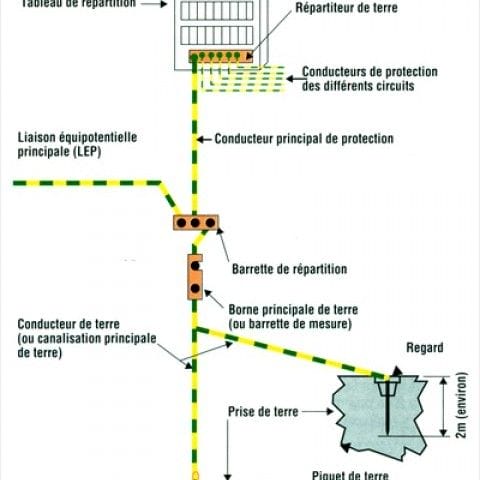 Tableau de répartition
Répartiteur de terre
Conducteurs de protection
des différents circuits
Liaison équipotentielle
principale (LEP)
Conducteur principal de protection
Barrette de répartition
Borne principale de terre
(ou barrette de mesure)
Conducteur de terre
(ou canalisation principale
de terre)
Regard
2m (environ)
Prise de terre
Piquet de terre